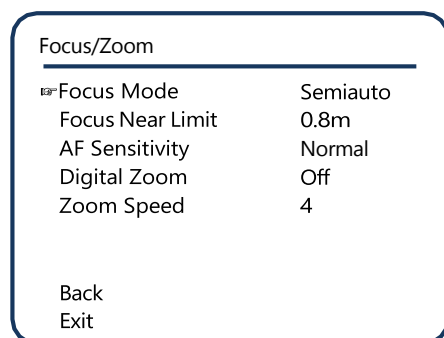 Focus/Zoom
☞Focus Mode Semiauto
Focus Near Limit 0.8m
AF Sensitivity Normal
Digital Zoom Off
Zoom Speed 4
Back
Exit